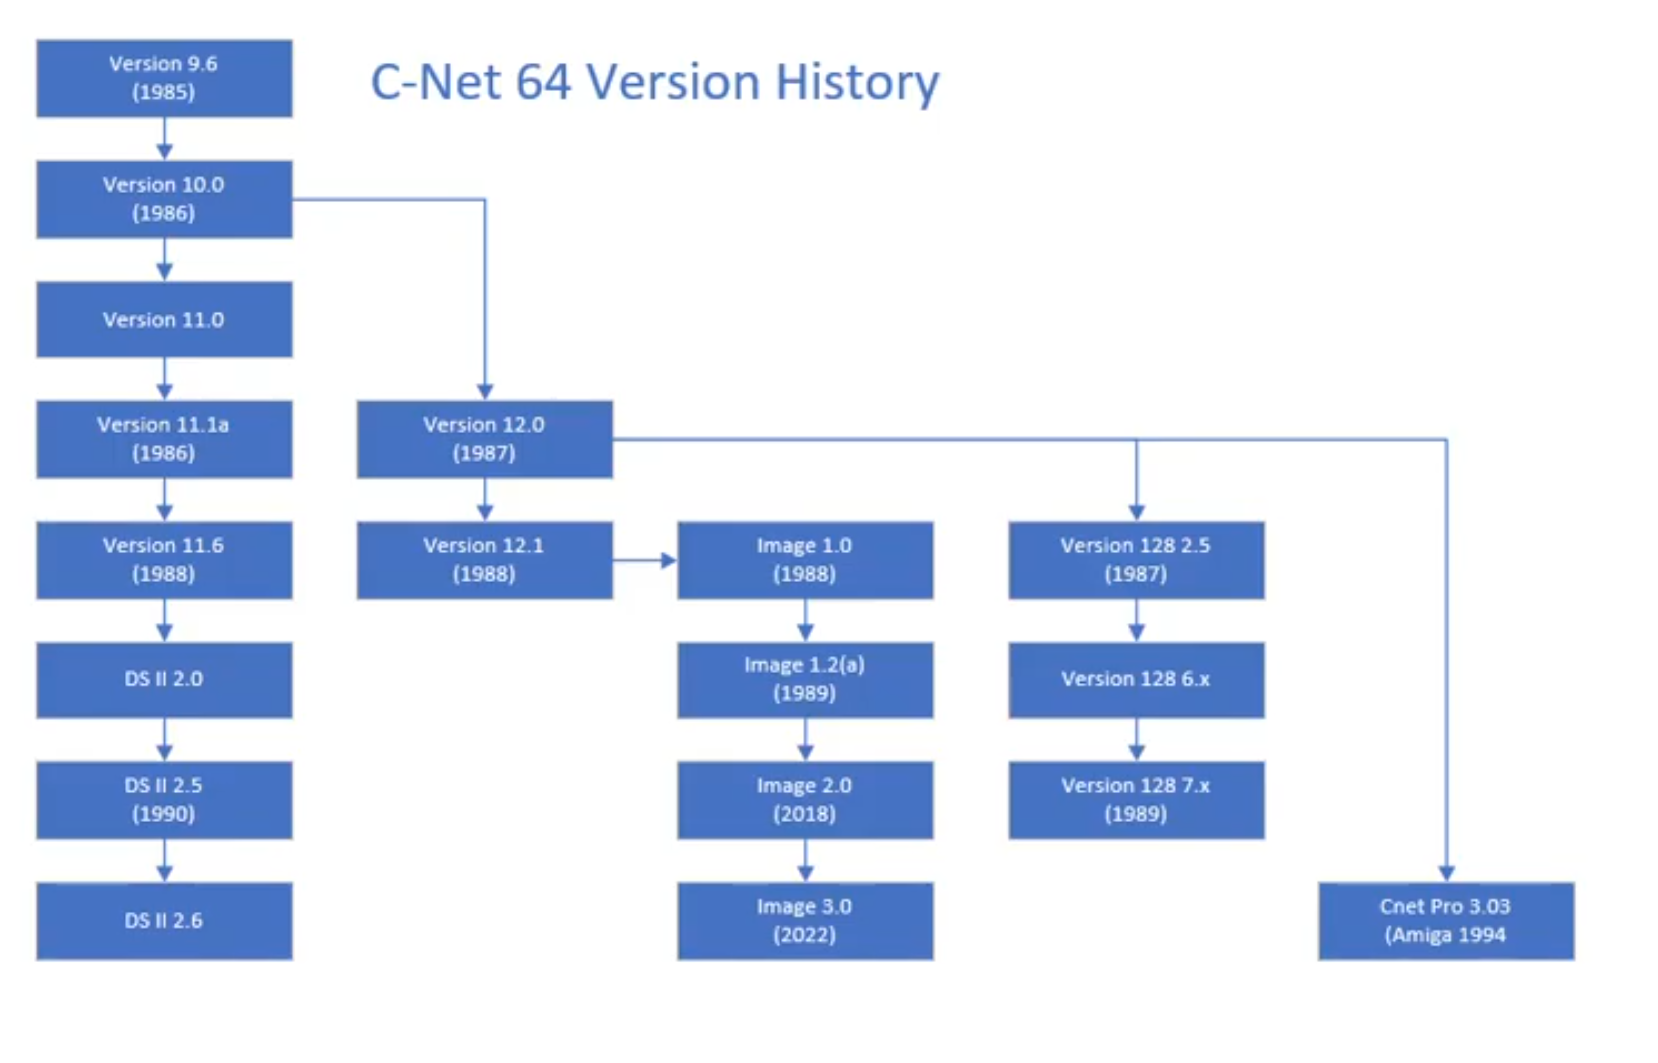 C-Net 64 Version History
Version 9.6
(1985)
Version 10.0
(1986)
Version 11.0
Version 11.1a
(1986)
Version 11.6
(1988)
DS II 2.0
DS II 2.5
(1990)
DS II 2.6
Version 12.0
(1987)
Version 12.1
(1988)
Image 1.0
(1988)
Image 1.2(a)
(1989)
Image 2.0
(2018)
Image 3.0
(2022)
Version 128 2.5
(1987)
Version 128 6.x
Version 128 7.x
(1989)
Cnet Pro 3.03
(Amiga 1994